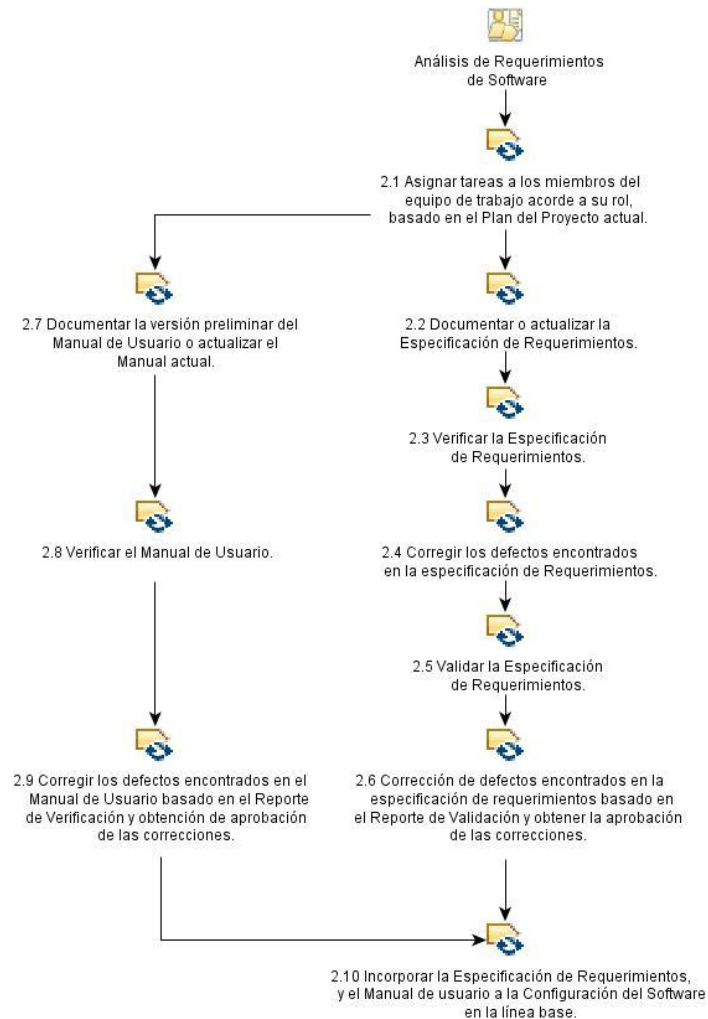 Análisis de Requerimientos
de Software
2.1 Asignar tareas a los miembros del
equipo de trabajo acorde a su rol,
basado en el Plan del Proyecto actual.
2.7 Documentar la versión preliminar del
Manual de Usuario o actualizar el
Manual actual.
2.2 Documentar o actualizar la
Especificación de Requerimientos.
2.3 Verificar la Especificación
de Requerimientos.
2.8 Verificar el Manual de Usuario.
2.4 Corregir los defectos encontrados
en la especificación de Requerimientos.
2.5 Validar la Especificación
de Requerimientos.
2.9 Corregir los defectos encontrados en el
Manual de Usuario basado en el Reporte
de Verificación y obtención de aprobación
de las correcciones.
2.6 Corrección de defectos encontrados en la
especificación de requerimientos basado en
el Reporte de Validación y obtener la aprobación
de las correcciones.
2.10 Incorporar la Especificación de Requerimientos,
y el Manual de usuario a la Configuración del Software
en la línea base.